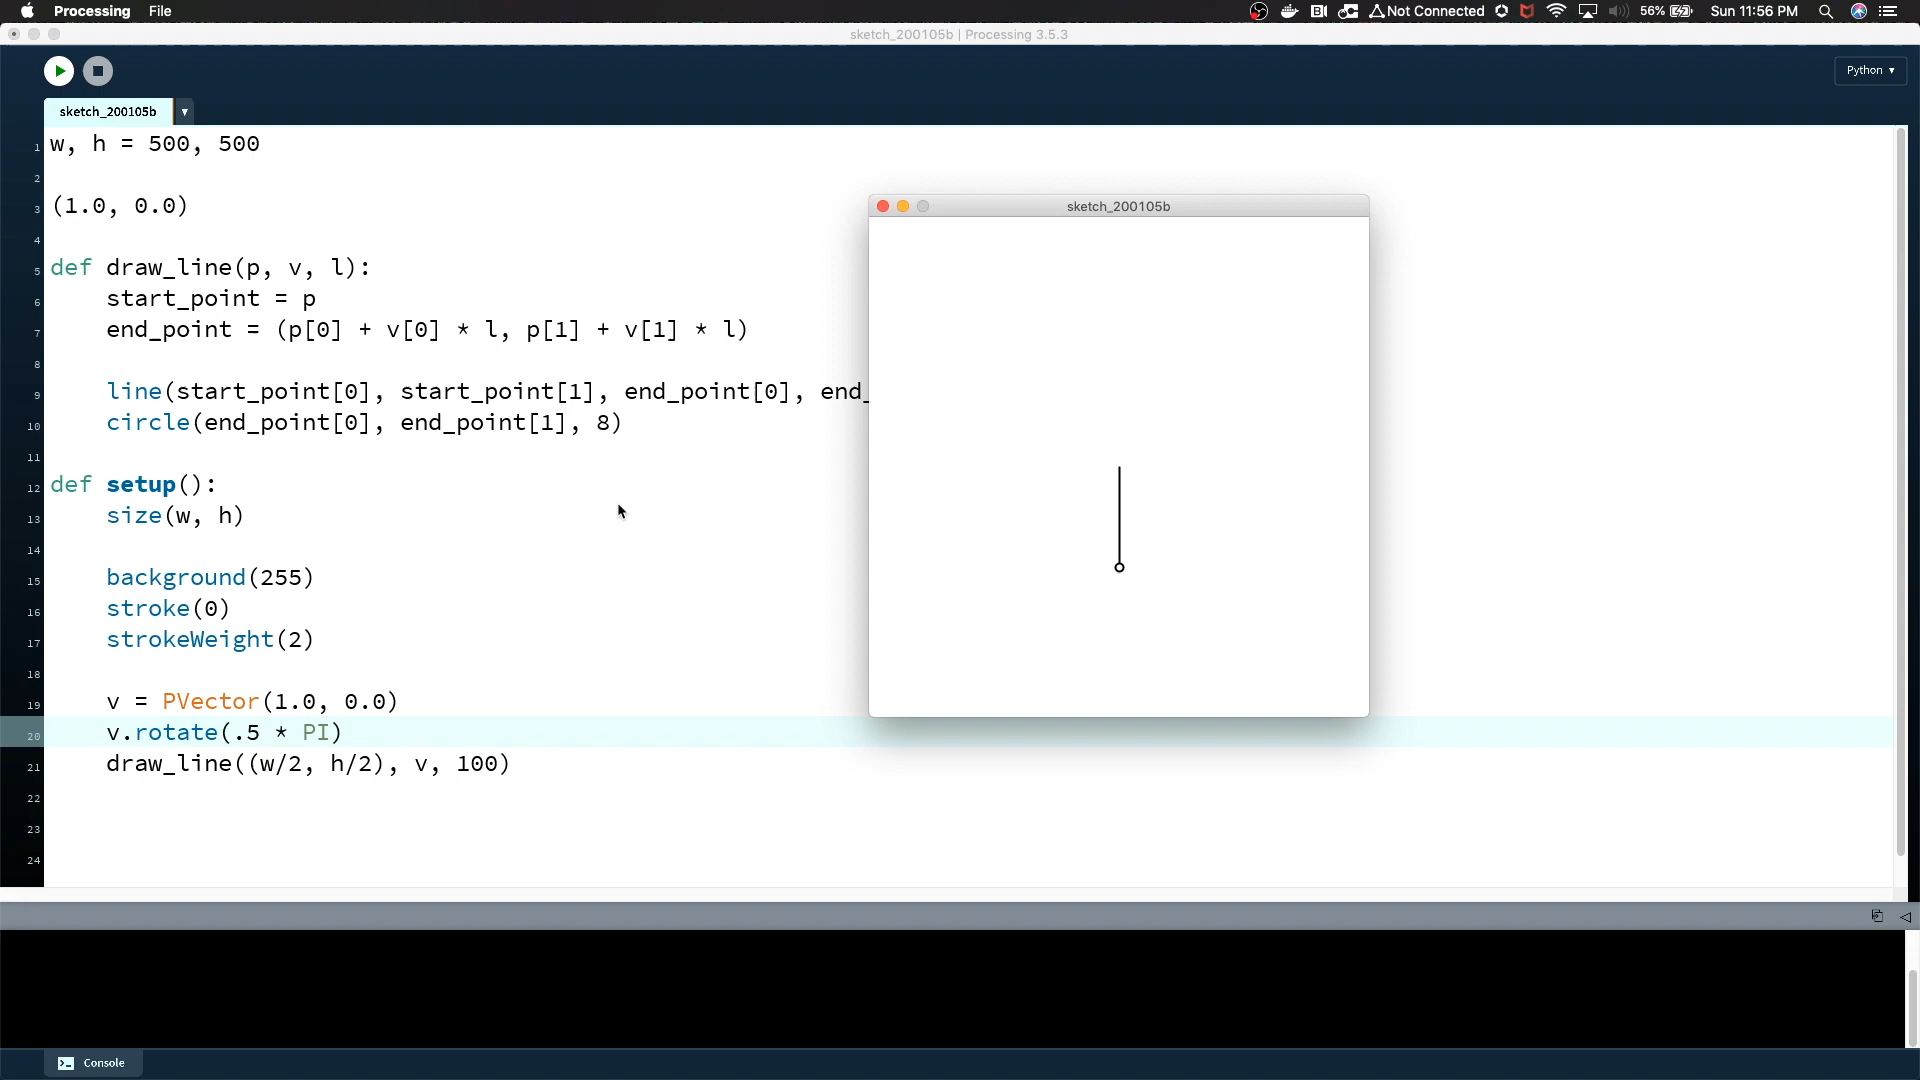 Processing File
Not Connected 56% Sun 11:56 PM
sketch_200105b | Processing 3.5.3
Python ▾
sketch_200105b ▾
1 w, h = 500, 500
2
3 (1.0, 0.0)
4
5 def draw_line(p, v, l):
6 start_point = p
7 end_point = (p[0] + v[0] * l, p[1] + v[1] * l)
8
9 line(start_point[0], start_point[1], end_point[0], end_
10 circle(end_point[0], end_point[1], 8)
11
12 def setup():
13 size(w, h)
14
15 background(255)
16 stroke(0)
17 strokeWeight(2)
18
19 v = PVector(1.0, 0.0)
20 v.rotate(.5 * PI)
21 draw_line((w/2, h/2), v, 100)
22
23
24
sketch_200105b
Console